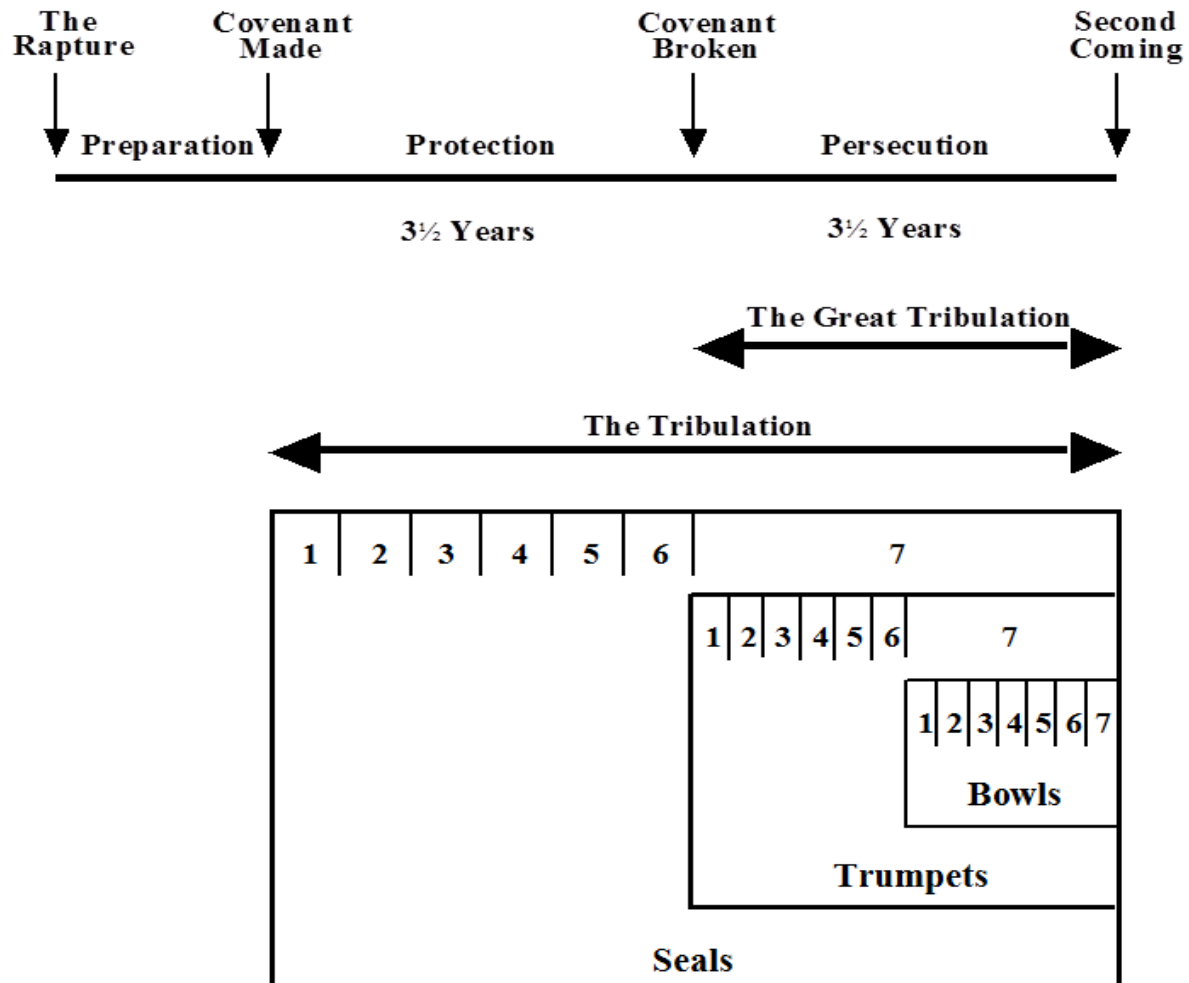 The
Rapture
Covenant
Made
Covenant
Broken
Second
Coming
Preparation
Protection
Persecution
3½ Years
3½ Years
The Great Tribulation
The Tribulation
1 2 3 4 5 6 7
1 2 3 4 5 6 7
1 2 3 4 5 6 7
Bowls
Trumpets
Seals